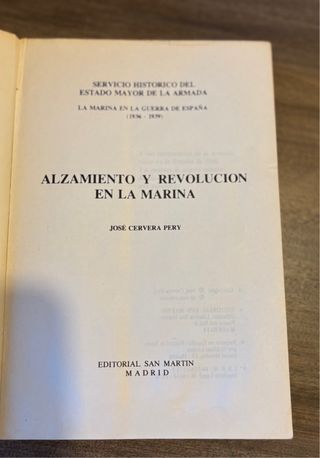 SERVICIO HISTORICO DEL
ESTADO MAYOR DE LA ARMADA
LA MARINA EN LA GUERRA DE ESPAÑA
(1936 - 1939)
ALZAMIENTO Y REVOLUCION
EN LA MARINA
JOSÉ CERVERA PERY
EDITORIAL SAN MARTIN
MADRID